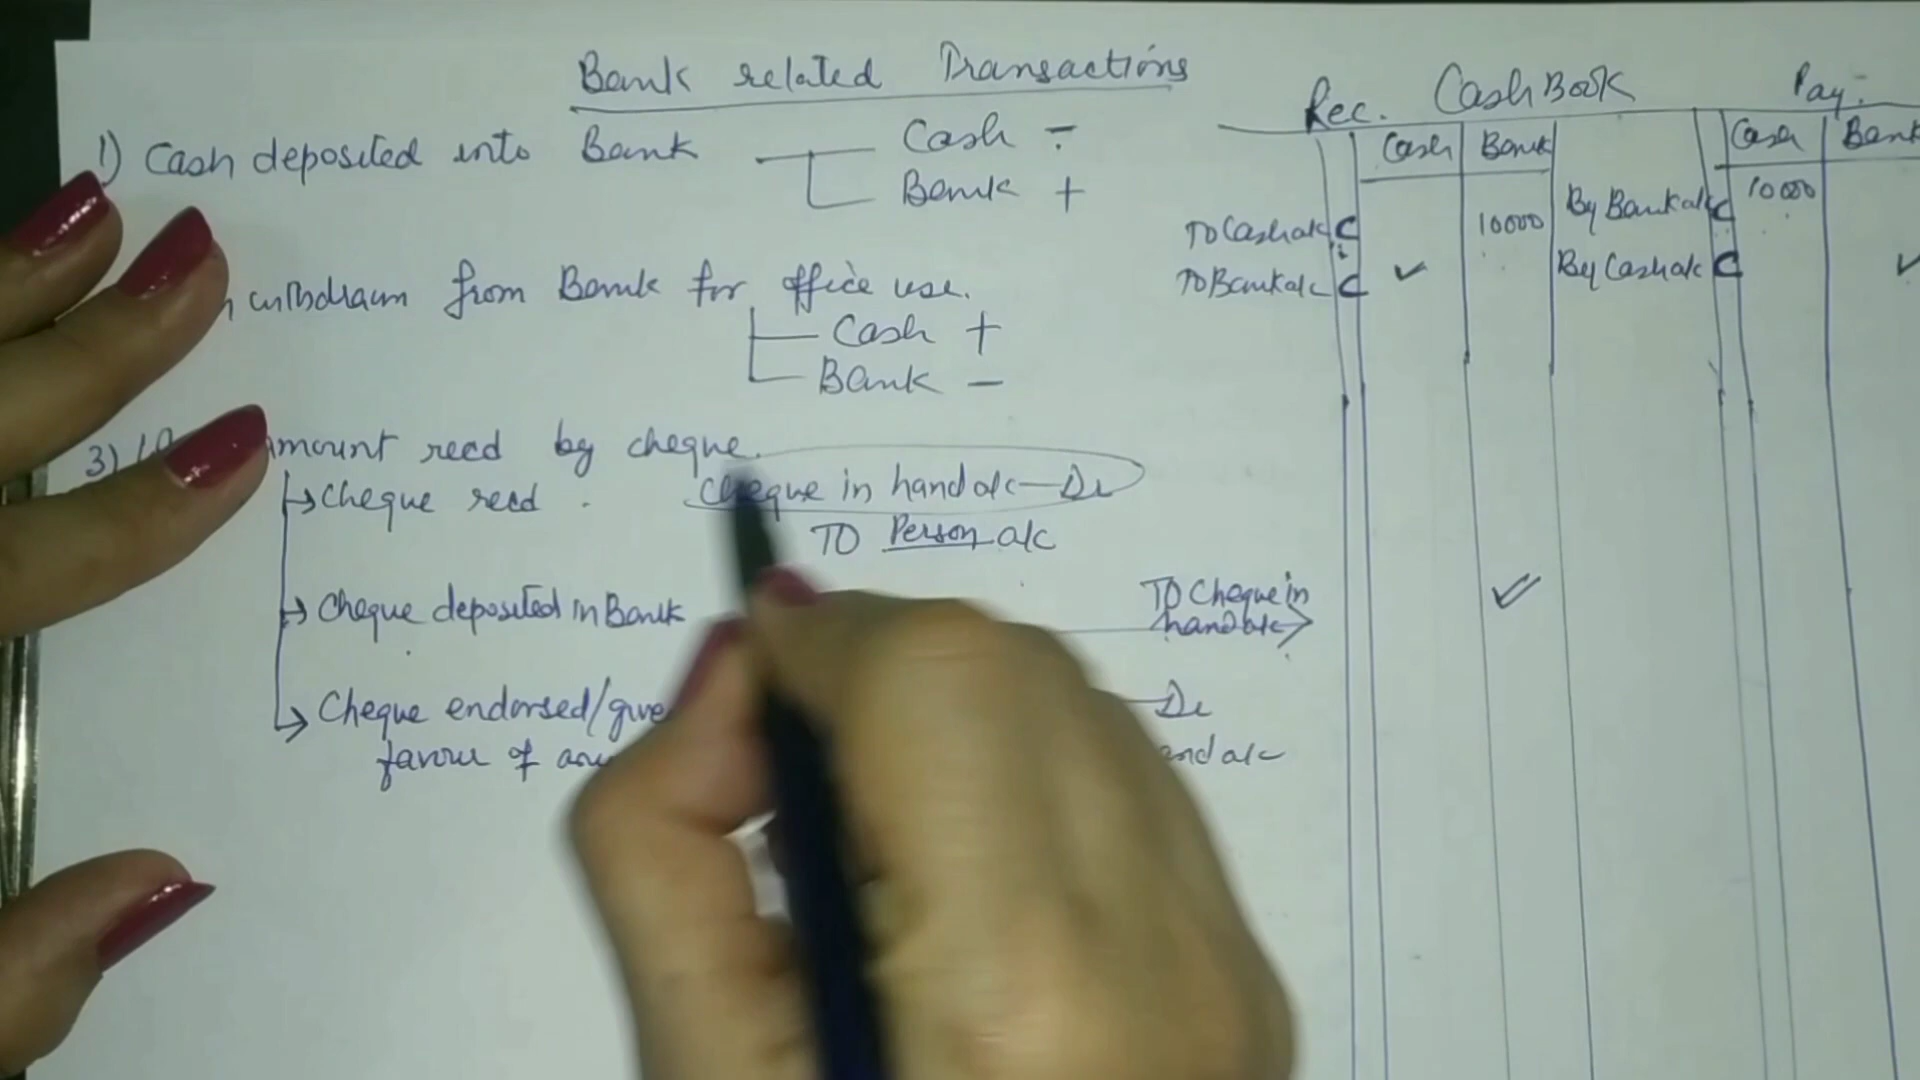 Bank related Transactions
1) Cash deposited into Bank
Cash -
Bank +
withdrawn from Bank for office use.
Cash +
Bank -
3) amount recd by cheque.
→ Cheque recd.
Cheque in hand a/c — Dr
TO Person a/c
→ Cheque deposited in Bank
TO Cheque in
hand a/c
→ Cheque endorsed/give
Dr
favour of
a/c
Rec. Cash Book Pay.
Cash Bank Cash Bank
To Cash a/c C 10000 By Bank a/c C 10000
To Bank a/c C ✓ By Cash a/c C ✓
✓